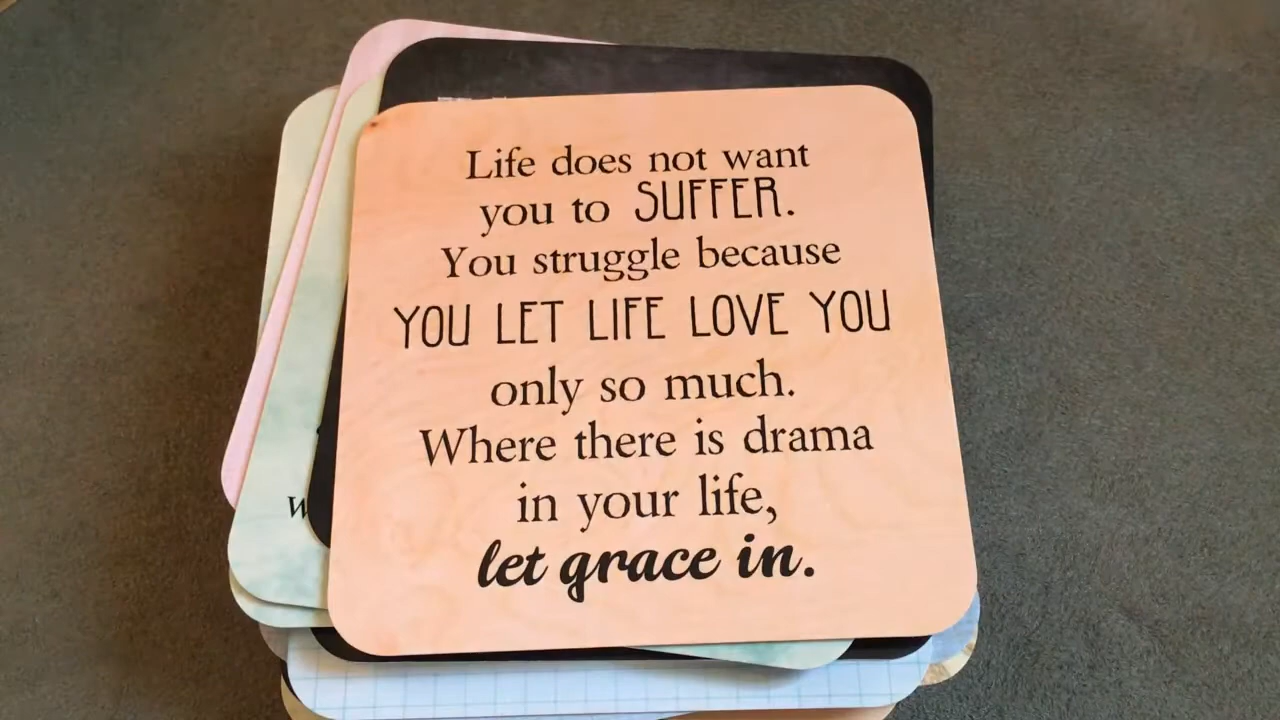 Life does not want
you to SUFFER.
You struggle because
YOU LET LIFE LOVE YOU
only so much.
Where there is drama
in your life,
let grace in.